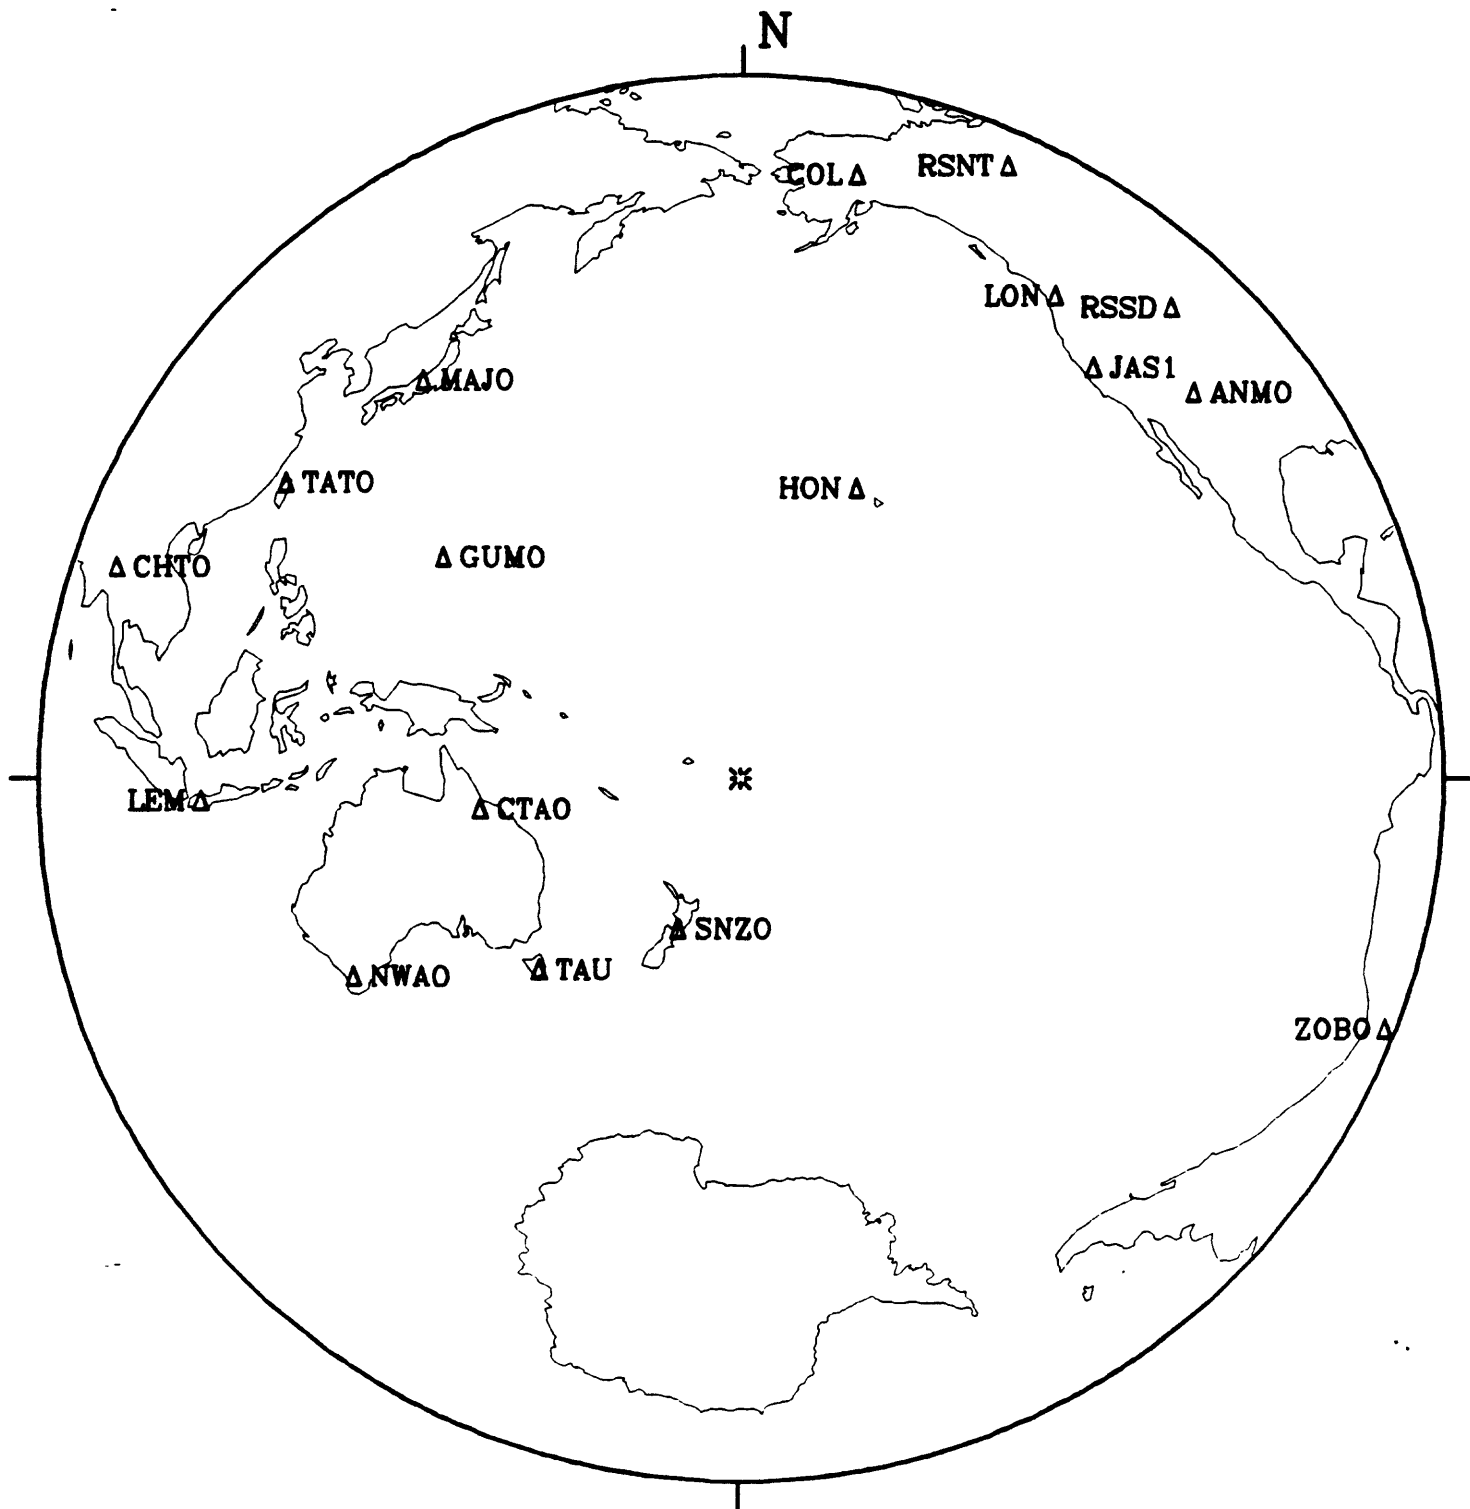 N
COL
RSNT
LON
RSSD
JAS1
ANMO
MAJO
TATO
HON
CHTO
GUMO
LEM
CTAO
SNZO
NWAO
TAU
ZOBO